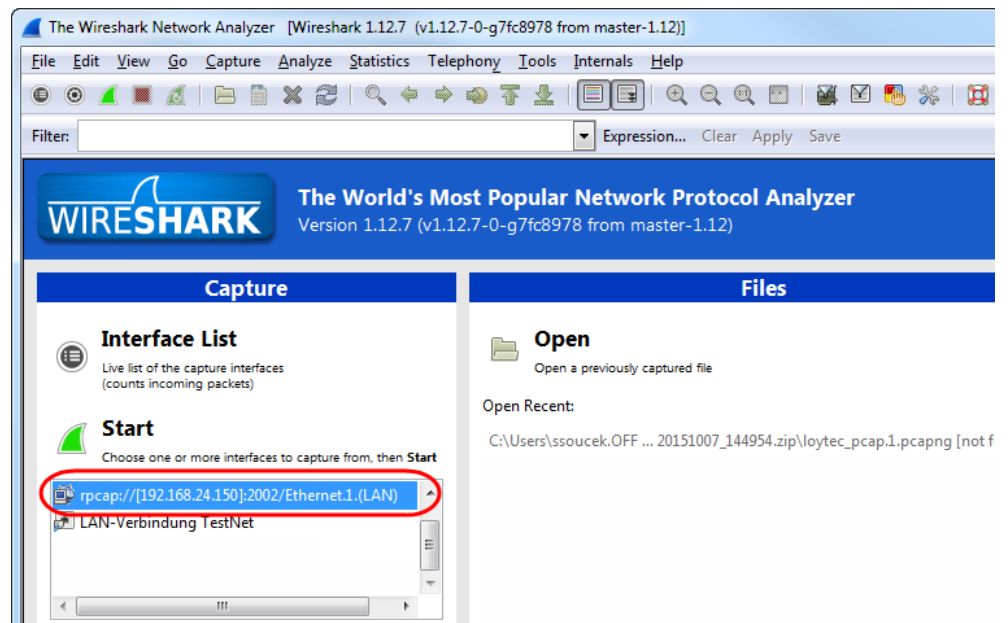 The Wireshark Network Analyzer [Wireshark 1.12.7 (v1.12.7-0-g7fc8978 from master-1.12)]
File Edit View Go Capture Analyze Statistics Telephony Tools Internals Help
Filter: Expression... Clear Apply Save
WIRESHARK
The World's Most Popular Network Protocol Analyzer
Version 1.12.7 (v1.12.7-0-g7fc8978 from master-1.12)
Capture
Interface List
Live list of the capture interfaces
(counts incoming packets)
Start
Choose one or more interfaces to capture from, then Start
rpcap://[192.168.24.150]:2002/Ethernet.1.(LAN)
LAN-Verbindung TestNet
Files
Open
Open a previously captured file
Open Recent:
C:\Users\ssoucek.OFF ... 20151007_144954.zip\loytec_pcap.1.pcapng [not f